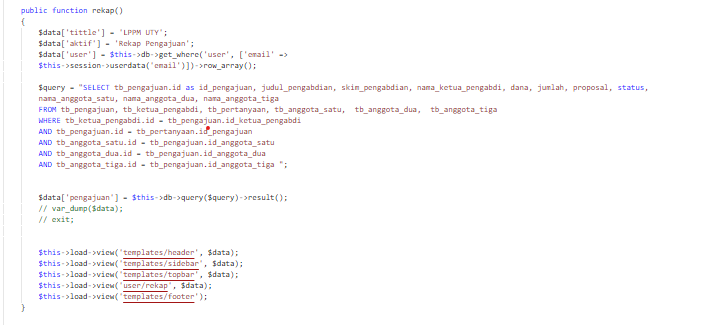 public function rekap()
{
$data['tittle'] = 'LPPM UTY';
$data['aktif'] = 'Rekap Pengajuan';
$data['user'] = $this->db->get_where('user', ['email' =>
$this->session->userdata('email')])->row_array();
$query = "SELECT tb_pengajuan.id as id_pengajuan, judul_pengabdian, skim_pengabdian, nama_ketua_pengabdi, dana, jumlah, proposal, status,
nama_anggota_satu, nama_anggota_dua, nama_anggota_tiga
FROM tb_pengajuan, tb_ketua_pengabdi, tb_pertanyaan, tb_anggota_satu, tb_anggota_dua, tb_anggota_tiga
WHERE tb_ketua_pengabdi.id = tb_pengajuan.id_ketua_pengabdi
AND tb_pengajuan.id = tb_pertanyaan.id_pengajuan
AND tb_anggota_satu.id = tb_pengajuan.id_anggota_satu
AND tb_anggota_dua.id = tb_pengajuan.id_anggota_dua
AND tb_anggota_tiga.id = tb_pengajuan.id_anggota_tiga ";
$data['pengajuan'] = $this->db->query($query)->result();
// var_dump($data);
// exit;
$this->load->view('templates/header', $data);
$this->load->view('templates/sidebar', $data);
$this->load->view('templates/topbar', $data);
$this->load->view('user/rekap', $data);
$this->load->view('templates/footer');
}